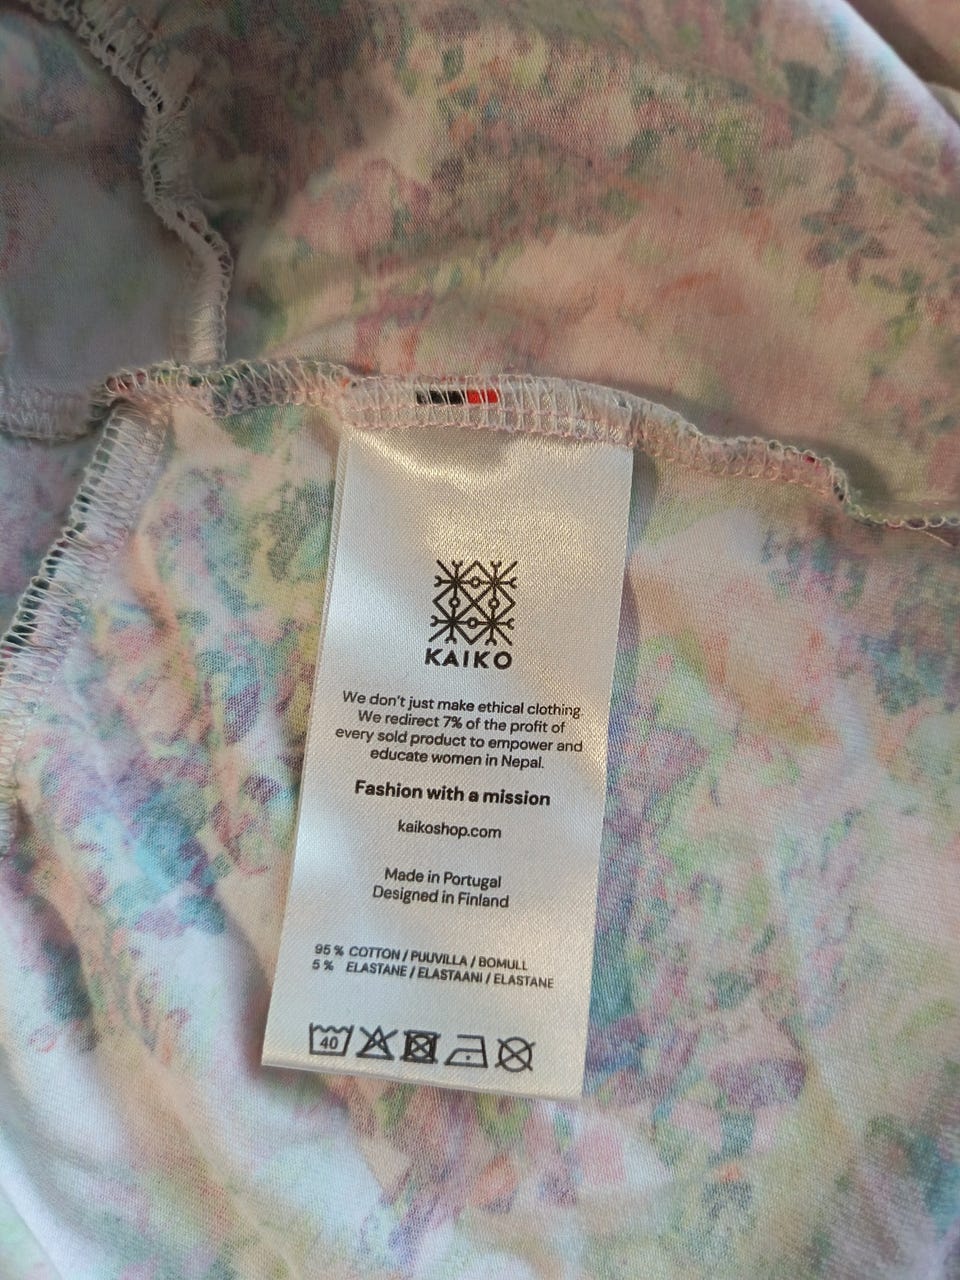 KAIKO
We don't just make ethical clothing.
We redirect 7% of the profit of
every sold product to empower and
educate women in Nepal.
Fashion with a mission
kaikoshop.com
Made in Portugal
Designed in Finland
95 % COTTON / PUUVILLA / BOMULL
5 % ELASTANE / ELASTAANI / ELASTANE
40